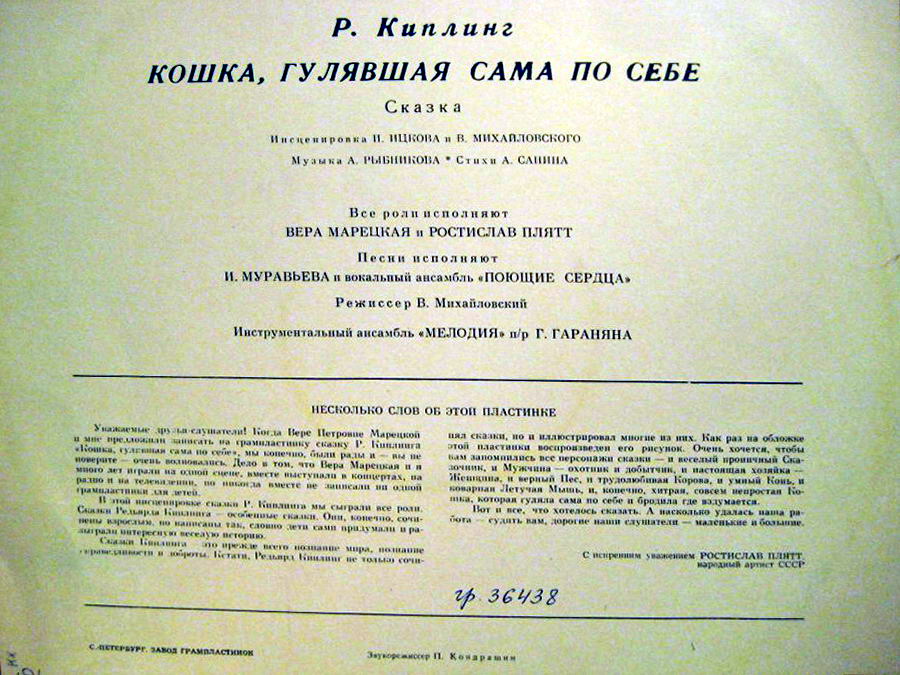 Р. Киплинг
КОШКА, ГУЛЯВШАЯ САМА ПО СЕБЕ
Сказка
Инсценировка И. ИЦКОВА и В. МИХАЙЛОВСКОГО
Музыка А. РЫБНИКОВА * Стихи А. САНИНА
Все роли исполняют
ВЕРА МАРЕЦКАЯ и РОСТИСЛАВ ПЛЯТТ
Песни исполняют
И. МУРАВЬЕВА и вокальный ансамбль «ПОЮЩИЕ СЕРДЦА»
Режиссер В. Михайловский
Инструментальный ансамбль «МЕЛОДИЯ» п/р Г. ГАРАНЯНА
НЕСКОЛЬКО СЛОВ ОБ ЭТОЙ ПЛАСТИНКЕ
Уважаемые друзья-слушатели! Когда Вере Петровне Марецкой
и мне предложили записать на грампластинку сказку Р. Киплинга
«Кошка, гулявшая сама по себе», мы конечно, были рады и — вы не
поверите — очень волновались. Дело в том, что Вера Марецкая и я
много лет играли на одной сцене, вместе выступали в концертах, на
радио и на телевидении, но никогда вместе не записали ни одной
грампластинки для детей.
В этой инсценировке сказки Р. Киплинга мы сыграли все роли.
Сказки Редьярда Киплинга — особенные сказки. Они, конечно, сочи-
нены взрослым, но написаны так, словно дети сами придумали и ра-
зыграли интересную веселую историю.
Сказки Киплинга — это прежде всего познание мира, познание
справедливости и доброты. Кстати, Редьярд Киплинг не только сочи-
нял сказки, но и иллюстрировал многие из них. Как раз на обложке
этой пластинки воспроизведен его рисунок. Очень хочется, чтобы
вам запомнились все персонажи сказки — и веселый ироничный Ска-
зочник, и Мужчина — охотник и добытчик, и настоящая хозяйка —
Женщина, и верный Пес, и трудолюбивая Корова, и умный Конь, и
коварная Летучая Мышь, и, конечно, хитрая, совсем непростая Ко-
шка, которая гуляла сама по себе и бродила где вздумается.
Вот и все, что хотелось сказать. А насколько удалась наша ра-
бота — судить вам, дорогие наши слушатели — маленькие и большие.
С искренним уважением РОСТИСЛАВ ПЛЯТТ,
народный артист СССР
гр. 36438
С.-ПЕТЕРБУРГ. ЗАВОД ГРАМПЛАСТИНОК
Звукорежиссер П. Кондрашин